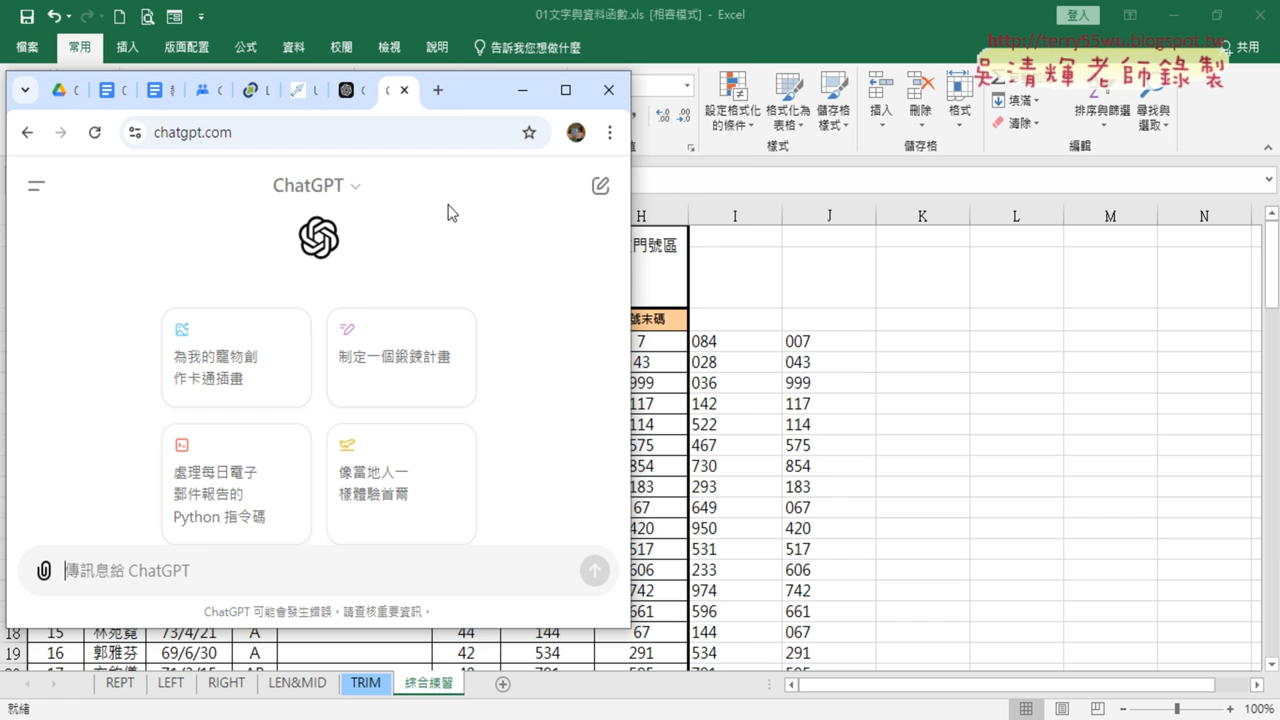 01文字與資料函數.xls [相容模式] - Excel
登入
檔案 常用 插入 版面配置 公式 資料 校閱 檢視 說明 告訴我您想做什麼 共用
http://terry55wu.blogspot.tw
吳清輝老師錄製
設定格式化的條件 格式化為表格 儲存格樣式 插入 刪除 格式 填滿 清除 排序與篩選 尋找與選取
樣式 儲存格 編輯
chatgpt.com
ChatGPT
為我的寵物創作卡通插畫
制定一個鍛鍊計畫
處理每日電子郵件報告的 Python 指令碼
像當地人一樣體驗首爾
傳訊息給 ChatGPT
ChatGPT 可能會發生錯誤。請查核重要資訊。
H I J K L M N
門號區
號末碼
7 084 007
43 028 043
999 036 999
117 142 117
114 522 114
575 467 575
854 730 854
183 293 183
67 649 067
420 950 420
517 531 517
606 233 606
742 974 742
661 596 661
18 15 73/4/21 A 44 144 67 144 067
19 16 郭雅芬 69/6/30 A 42 534 291 534 291
REPT LEFT RIGHT LEN&MID TRIM 綜合練習
就緒 100%